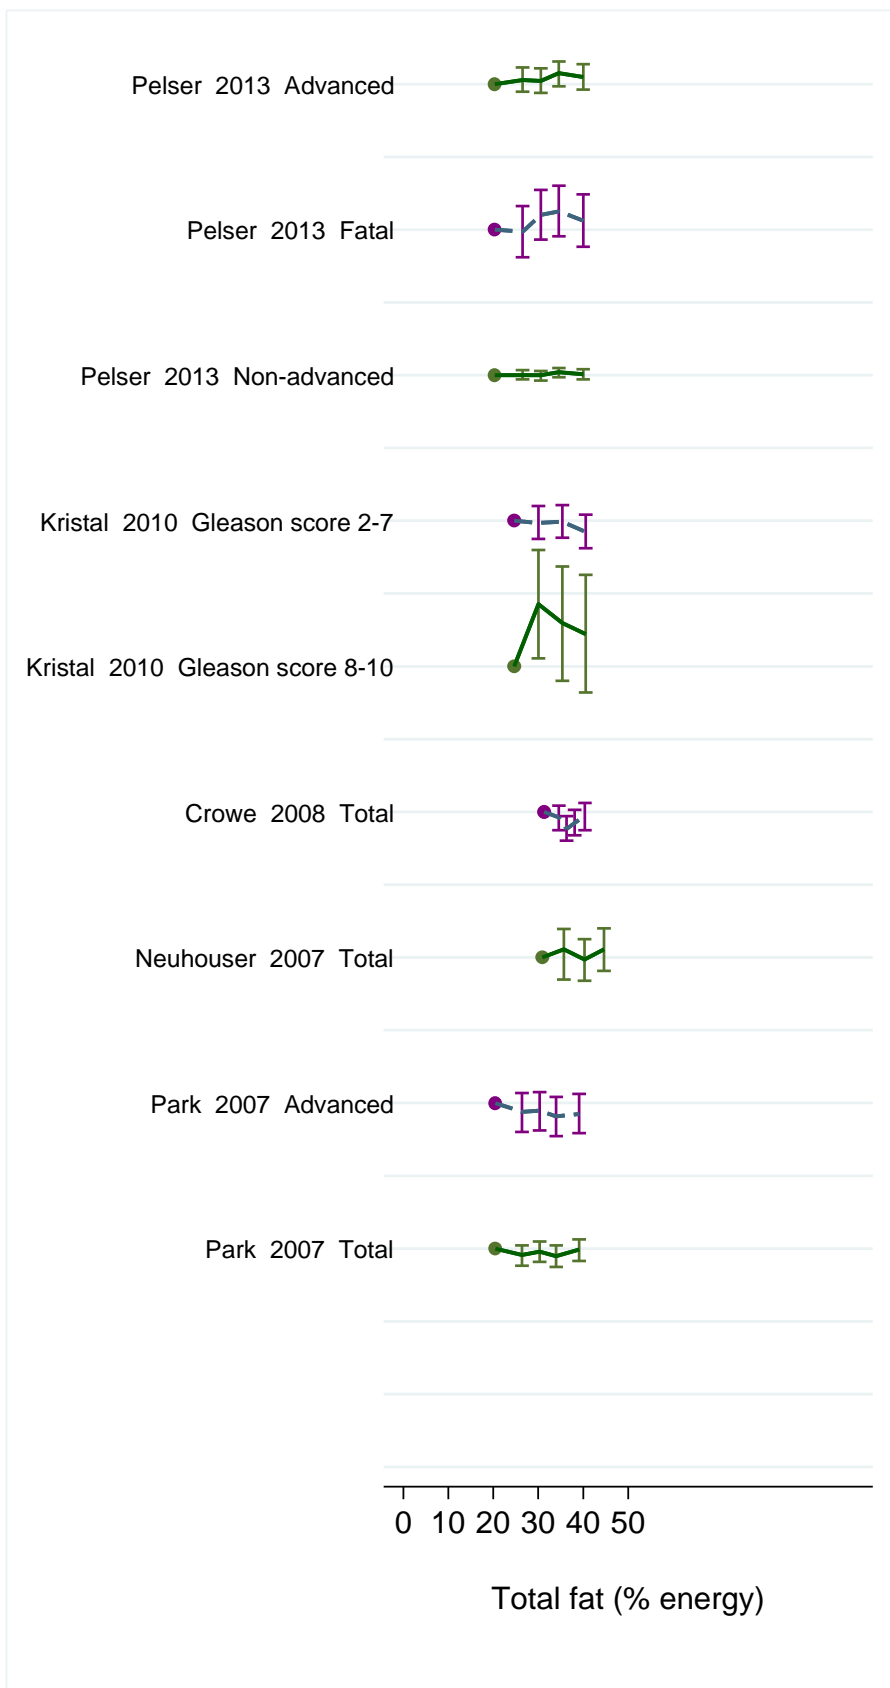 Pelser 2013 Advanced
Pelser 2013 Fatal
Pelser 2013 Non-advanced
Kristal 2010 Gleason score 2-7
Kristal 2010 Gleason score 8-10
Crowe 2008 Total
Neuhouser 2007 Total
Park 2007 Advanced
Park 2007 Total
0 10 20 30 40 50
Total fat (% energy)